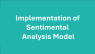 Implementation of
Sentimental
Analysis Model